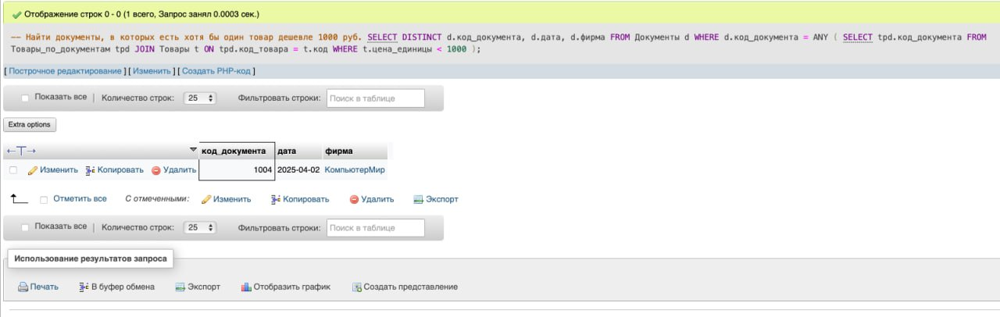 Отображение строк 0 - 0 (1 всего, Запрос занял 0.0003 сек.)
-- Найти документы, в которых есть хотя бы один товар дешевле 1000 руб. SELECT DISTINCT d.код_документа, d.дата, d.фирма FROM Документы d WHERE d.код_документа = ANY ( SELECT tpd.код_документа FROM
Товары_по_документам tpd JOIN Товары t ON tpd.код_товара = t.код WHERE t.цена_единицы < 1000 );
[ Построчное редактирование ] [ Изменить ] [ Создать PHP-код ]
Показать все | Количество строк: 25 Фильтровать строки: Поиск в таблице
Extra options
←T→ код_документа дата фирма
Изменить Копировать Удалить 1004 2025-04-02 КомпьютерМир
Отметить все С отмеченными: Изменить Копировать Удалить Экспорт
Показать все | Количество строк: 25 Фильтровать строки: Поиск в таблице
Использование результатов запроса
Печать В буфер обмена Экспорт Отобразить график Создать представление